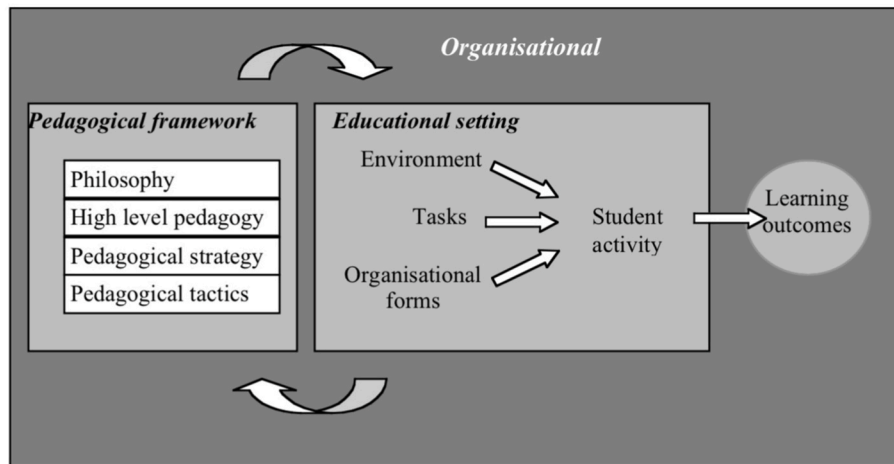 Organisational
Pedagogical framework
Philosophy
High level pedagogy
Pedagogical strategy
Pedagogical tactics
Educational setting
Environment
Tasks
Organisational
forms
Student
activity
Learning
outcomes